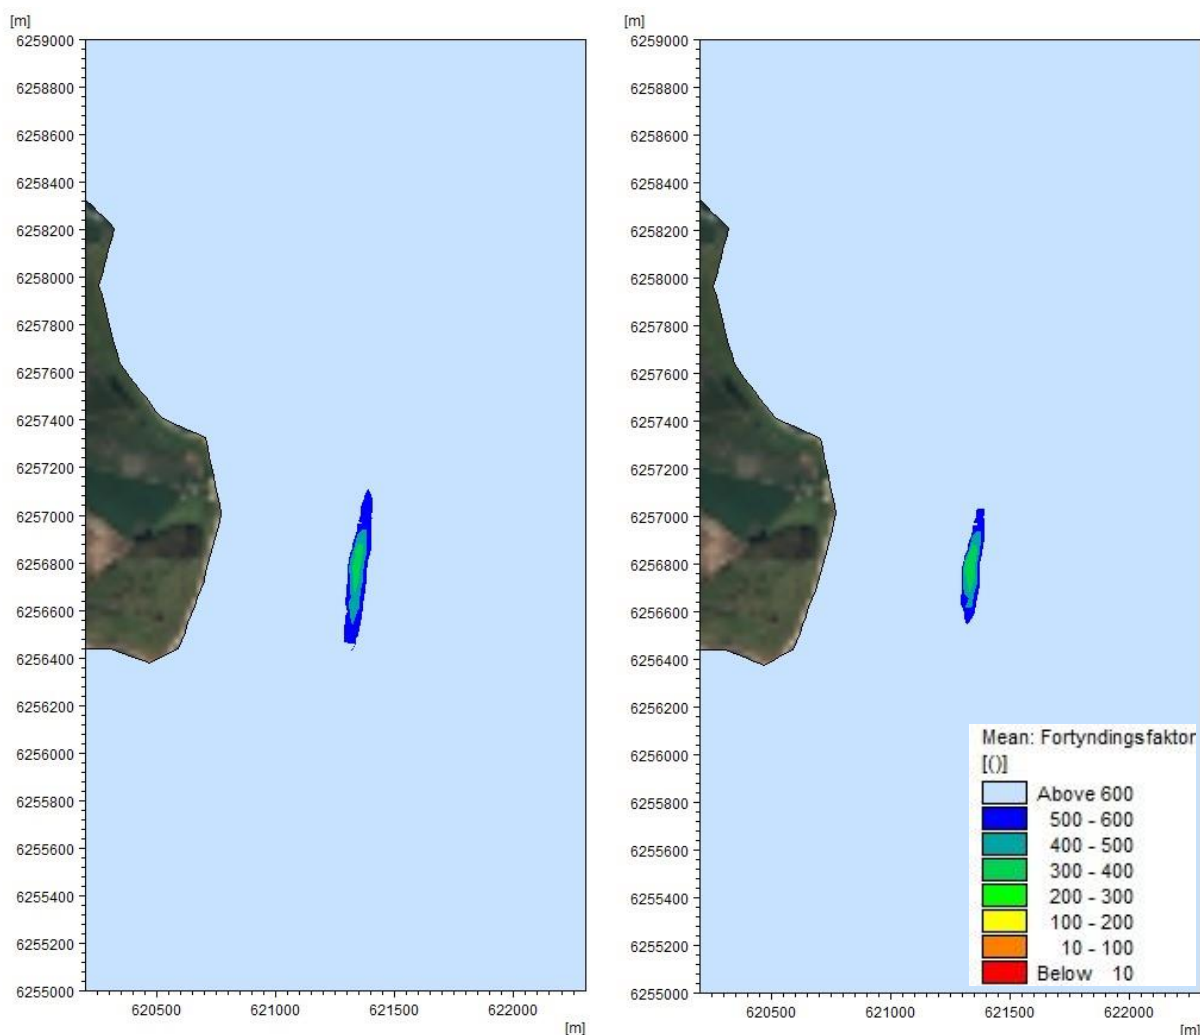 [m]
6259000
6258800
6258600
6258400
6258200
6258000
6257800
6257600
6257400
6257200
6257000
6256800
6256600
6256400
6256200
6256000
6255800
6255600
6255400
6255200
6255000
620500 621000 621500 622000
[m]
[m]
6259000
6258800
6258600
6258400
6258200
6258000
6257800
6257600
6257400
6257200
6257000
6256800
6256600
6256400
6256200
6256000
6255800
6255600
6255400
6255200
6255000
620500 621000 621500 622000
[m]
Mean: Fortyndingsfaktor
[()]
Above 600
500 - 600
400 - 500
300 - 400
200 - 300
100 - 200
10 - 100
Below 10